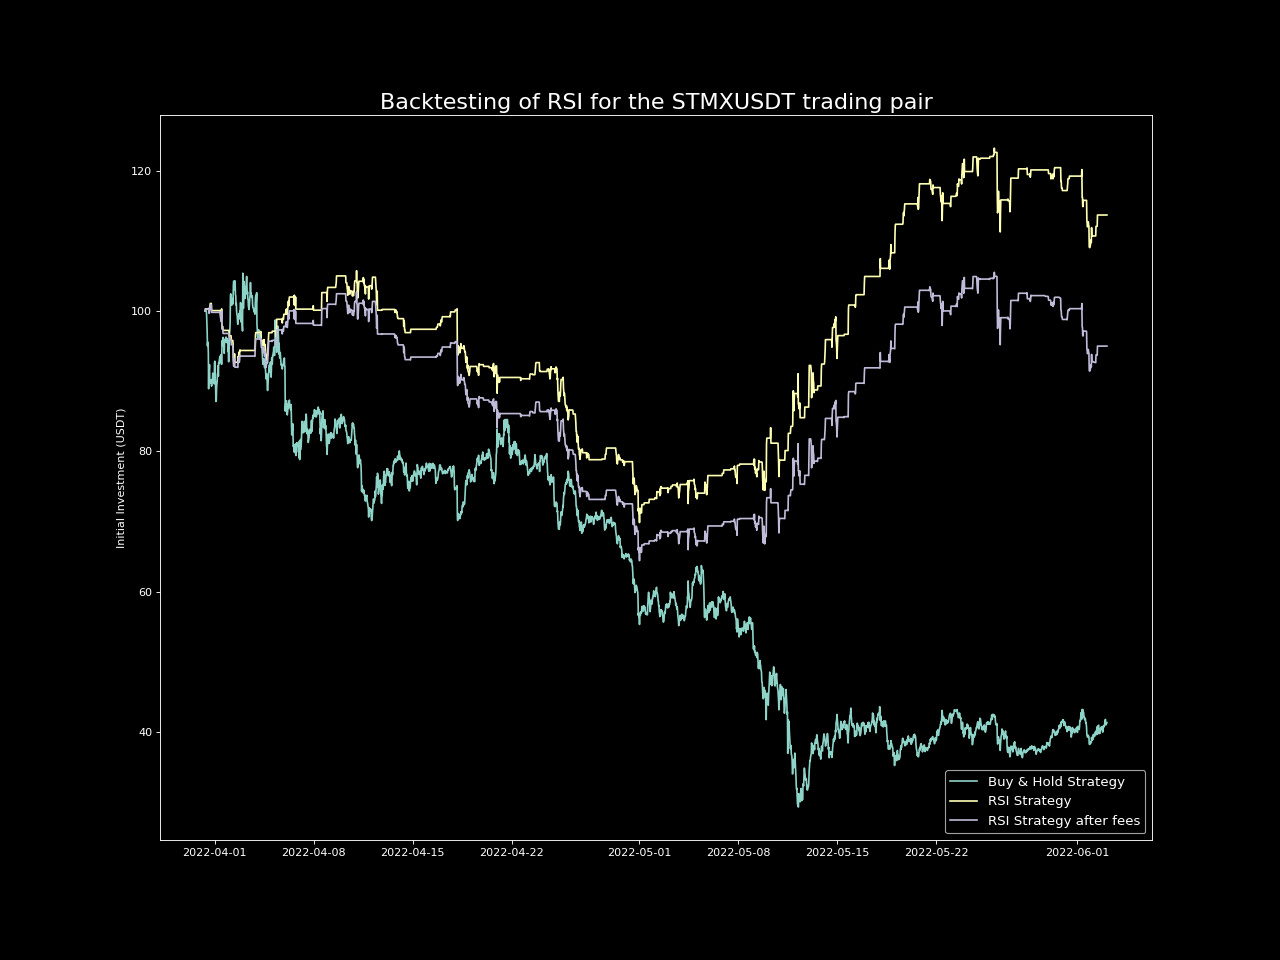 Backtesting of RSI for the STMXUSDT trading pair
120
100
80
60
40
Initial Investment (USDT)
2022-04-01 2022-04-08 2022-04-15 2022-04-22 2022-05-01 2022-05-08 2022-05-15 2022-05-22 2022-06-01
Buy & Hold Strategy
RSI Strategy
RSI Strategy after fees